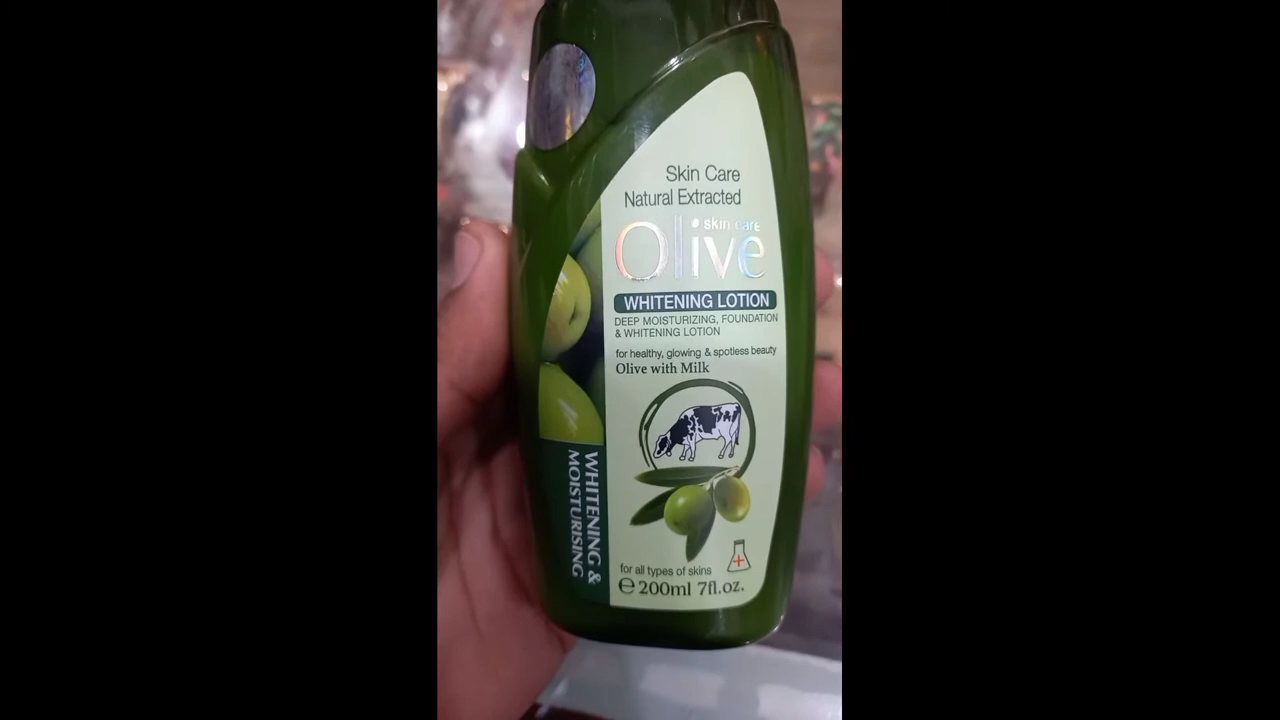 Skin Care
Natural Extracted
skin care
Olive
WHITENING LOTION
DEEP MOISTURIZING, FOUNDATION
& WHITENING LOTION
for healthy, glowing & spotless beauty
Olive with Milk
WHITENING &
MOISTURISING
for all types of skins
℮ 200ml 7fl.oz.